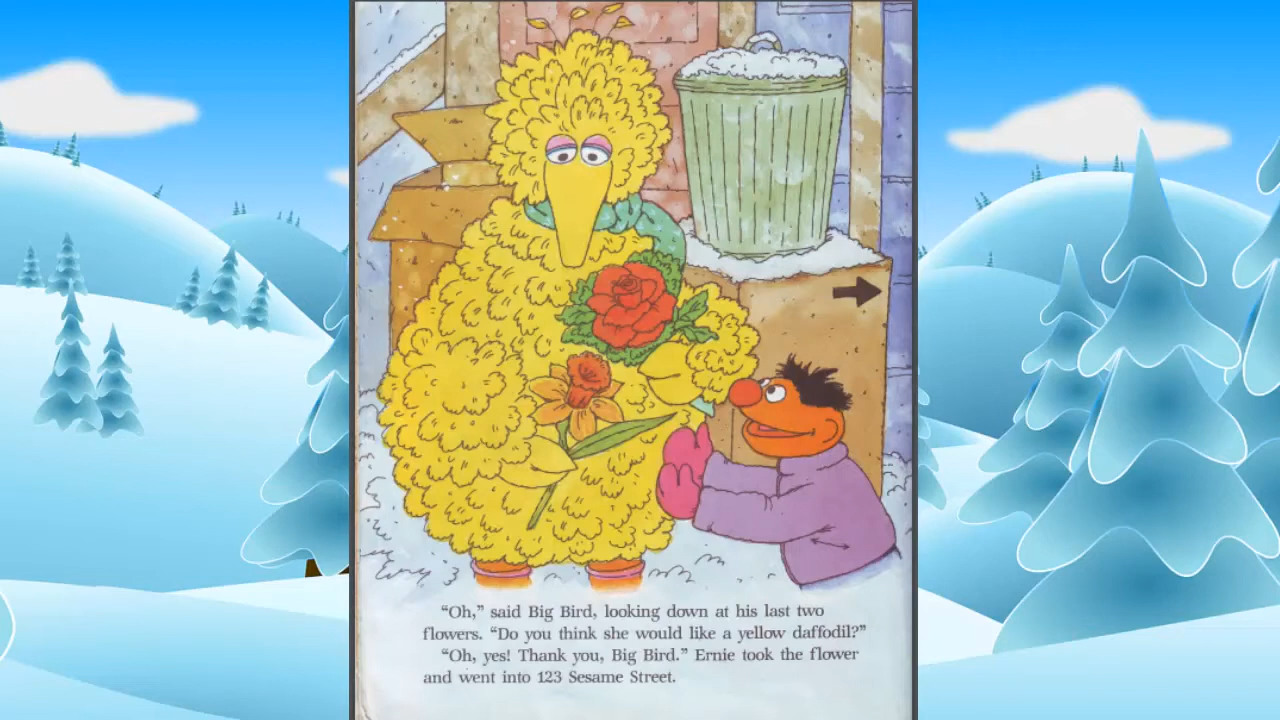 “Oh,” said Big Bird, looking down at his last two
flowers. “Do you think she would like a yellow daffodil?”
“Oh, yes! Thank you, Big Bird.” Ernie took the flower
and went into 123 Sesame Street.